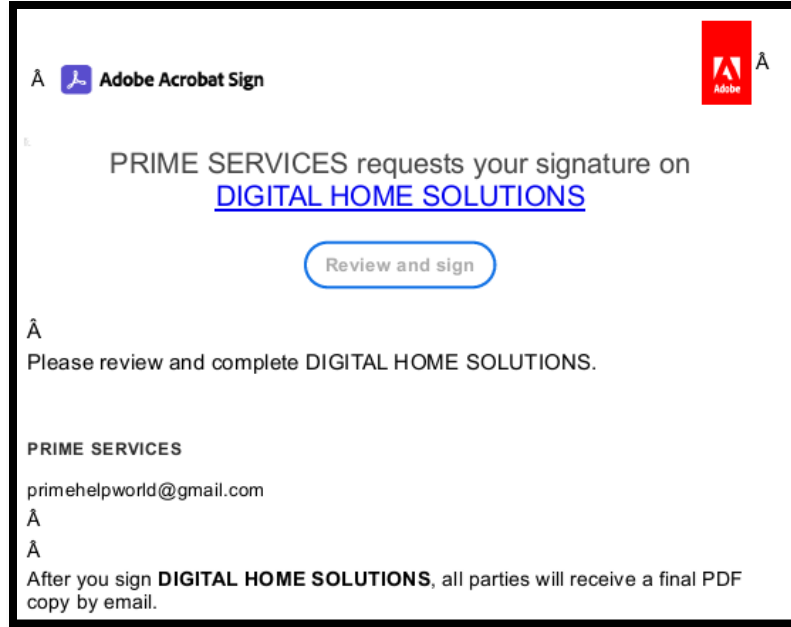 Â Adobe Acrobat Sign
Adobe
Â
PRIME SERVICES requests your signature on
DIGITAL HOME SOLUTIONS
Review and sign
Â
Please review and complete DIGITAL HOME SOLUTIONS.
PRIME SERVICES
primehelpworld@gmail.com
Â
Â
After you sign DIGITAL HOME SOLUTIONS, all parties will receive a final PDF
copy by email.